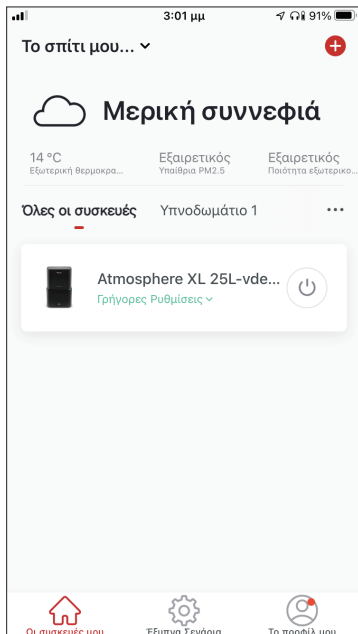 3:01 μμ
91%
Το σπίτι μου...
Μερική συννεφιά
14 °C Εξαιρετικός Εξαιρετικός
Εξωτερική θερμοκρα... Υπαίθρια PM2.5 Ποιότητα εξωτερικο...
Όλες οι συσκευές Υπνοδωμάτιο 1 ...
Atmosphere XL 25L-vde...
Γρήγορες Ρυθμίσεις
Οι συσκευές μου Έξυπνα Σενάρια Το προφίλ μου